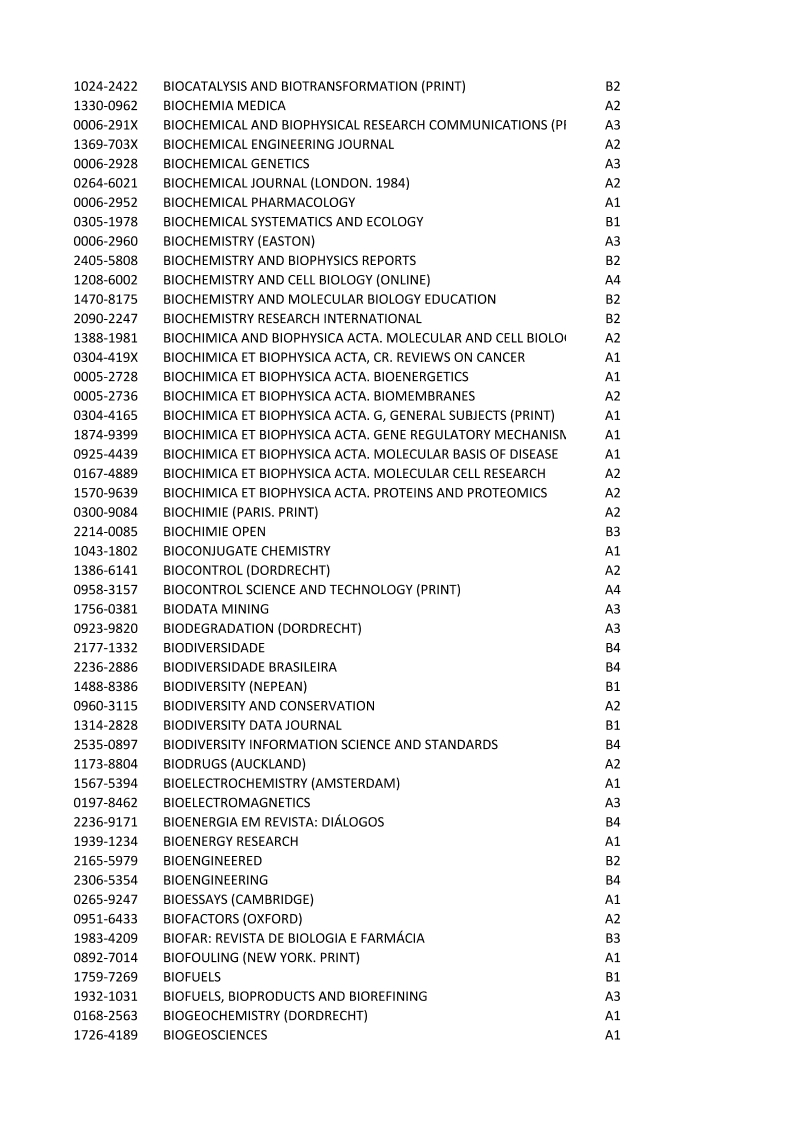 1024-2422 BIOCATALYSIS AND BIOTRANSFORMATION (PRINT) B2
1330-0962 BIOCHEMIA MEDICA A2
0006-291X BIOCHEMICAL AND BIOPHYSICAL RESEARCH COMMUNICATIONS (PI A3
1369-703X BIOCHEMICAL ENGINEERING JOURNAL A2
0006-2928 BIOCHEMICAL GENETICS A3
0264-6021 BIOCHEMICAL JOURNAL (LONDON. 1984) A2
0006-2952 BIOCHEMICAL PHARMACOLOGY A1
0305-1978 BIOCHEMICAL SYSTEMATICS AND ECOLOGY B1
0006-2960 BIOCHEMISTRY (EASTON) A3
2405-5808 BIOCHEMISTRY AND BIOPHYSICS REPORTS B2
1208-6002 BIOCHEMISTRY AND CELL BIOLOGY (ONLINE) A4
1470-8175 BIOCHEMISTRY AND MOLECULAR BIOLOGY EDUCATION B2
2090-2247 BIOCHEMISTRY RESEARCH INTERNATIONAL B2
1388-1981 BIOCHIMICA AND BIOPHYSICA ACTA. MOLECULAR AND CELL BIOLO A2
0304-419X BIOCHIMICA ET BIOPHYSICA ACTA, CR. REVIEWS ON CANCER A1
0005-2728 BIOCHIMICA ET BIOPHYSICA ACTA. BIOENERGETICS A1
0005-2736 BIOCHIMICA ET BIOPHYSICA ACTA. BIOMEMBRANES A2
0304-4165 BIOCHIMICA ET BIOPHYSICA ACTA. G, GENERAL SUBJECTS (PRINT) A1
1874-9399 BIOCHIMICA ET BIOPHYSICA ACTA. GENE REGULATORY MECHANISM A1
0925-4439 BIOCHIMICA ET BIOPHYSICA ACTA. MOLECULAR BASIS OF DISEASE A1
0167-4889 BIOCHIMICA ET BIOPHYSICA ACTA. MOLECULAR CELL RESEARCH A2
1570-9639 BIOCHIMICA ET BIOPHYSICA ACTA. PROTEINS AND PROTEOMICS A2
0300-9084 BIOCHIMIE (PARIS. PRINT) A2
2214-0085 BIOCHIMIE OPEN B3
1043-1802 BIOCONJUGATE CHEMISTRY A1
1386-6141 BIOCONTROL (DORDRECHT) A2
0958-3157 BIOCONTROL SCIENCE AND TECHNOLOGY (PRINT) A4
1756-0381 BIODATA MINING A3
0923-9820 BIODEGRADATION (DORDRECHT) A3
2177-1332 BIODIVERSIDADE B4
2236-2886 BIODIVERSIDADE BRASILEIRA B4
1488-8386 BIODIVERSITY (NEPEAN) B1
0960-3115 BIODIVERSITY AND CONSERVATION A2
1314-2828 BIODIVERSITY DATA JOURNAL B1
2535-0897 BIODIVERSITY INFORMATION SCIENCE AND STANDARDS B4
1173-8804 BIODRUGS (AUCKLAND) A2
1567-5394 BIOELECTROCHEMISTRY (AMSTERDAM) A1
0197-8462 BIOELECTROMAGNETICS A3
2236-9171 BIOENERGIA EM REVISTA: DIÁLOGOS B4
1939-1234 BIOENERGY RESEARCH A1
2165-5979 BIOENGINEERED B2
2306-5354 BIOENGINEERING B4
0265-9247 BIOESSAYS (CAMBRIDGE) A1
0951-6433 BIOFACTORS (OXFORD) A2
1983-4209 BIOFAR: REVISTA DE BIOLOGIA E FARMÁCIA B3
0892-7014 BIOFOULING (NEW YORK. PRINT) A1
1759-7269 BIOFUELS B1
1932-1031 BIOFUELS, BIOPRODUCTS AND BIOREFINING A3
0168-2563 BIOGEOCHEMISTRY (DORDRECHT) A1
1726-4189 BIOGEOSCIENCES A1